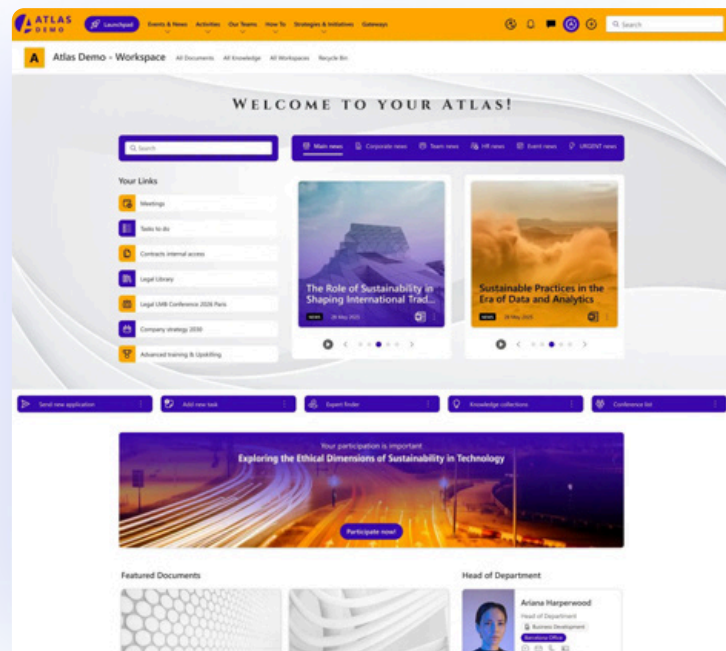 ATLAS
DEMO
Launchpad Events & News Activities Our Teams How To Strategies & Initiatives Gateways
Search
A Atlas Demo - Workspace All Documents All Knowledge All Workspaces Recycle Bin
WELCOME TO YOUR ATLAS!
Search
Main news Corporate news Team news HR news Event news URGENT news
Your Links
Meetings
Tasks to do
Contracts internal access
Legal Library
Legal LMB Conference 2026 Paris
Company strategy 2030
Advanced training & Upskilling
The Role of Sustainability in
Shaping International Trad...
NEWS 28 May 2025
Sustainable Practices in the
Era of Data and Analytics
NEWS 28 May 2025
Send new application
Add new task
Expert finder
Knowledge collections
Conference list
Your participation is important
Exploring the Ethical Dimensions of Sustainability in Technology
Participate now!
Featured Documents
Head of Department
Ariana Harperwood
Head of Department
Business Development
Barcelona Office